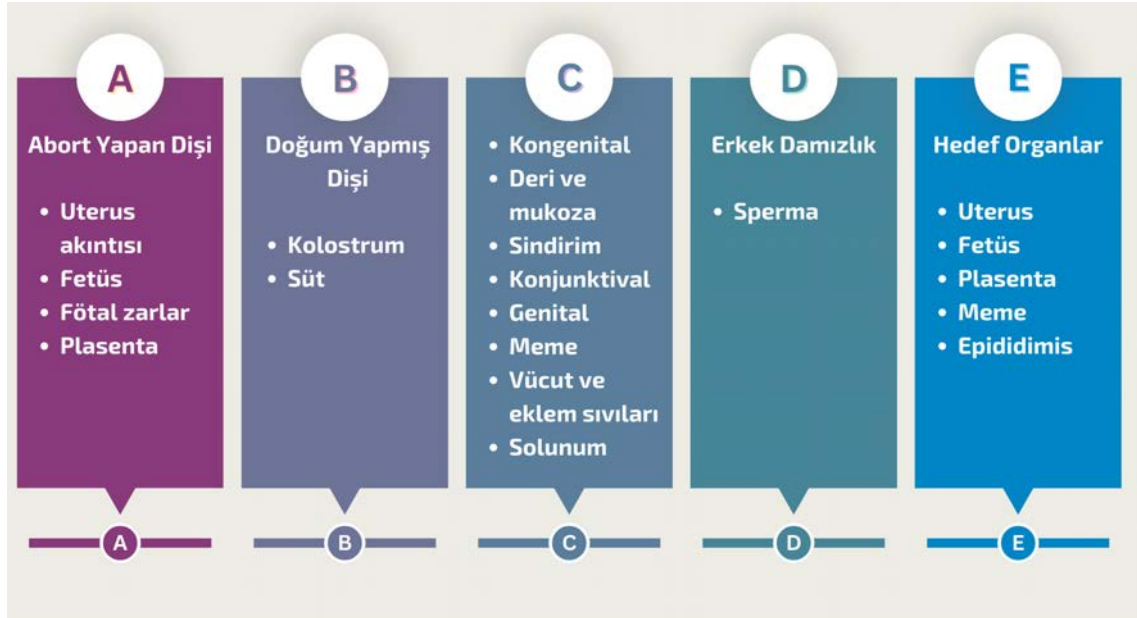 A
Abort Yapan Dişi
• Uterus
akıntısı
• Fetüs
• Fötal zarlar
• Plasenta
A
B
Doğum Yapmış
Dişi
• Kolostrum
• Süt
B
C
• Kongenital
• Deri ve
mukoza
• Sindirim
• Konjunktival
• Genital
• Meme
• Vücut ve
eklem sıvıları
• Solunum
C
D
Erkek Damızlık
• Sperma
D
E
Hedef Organlar
• Uterus
• Fetüs
• Plasenta
• Meme
• Epididimis
E